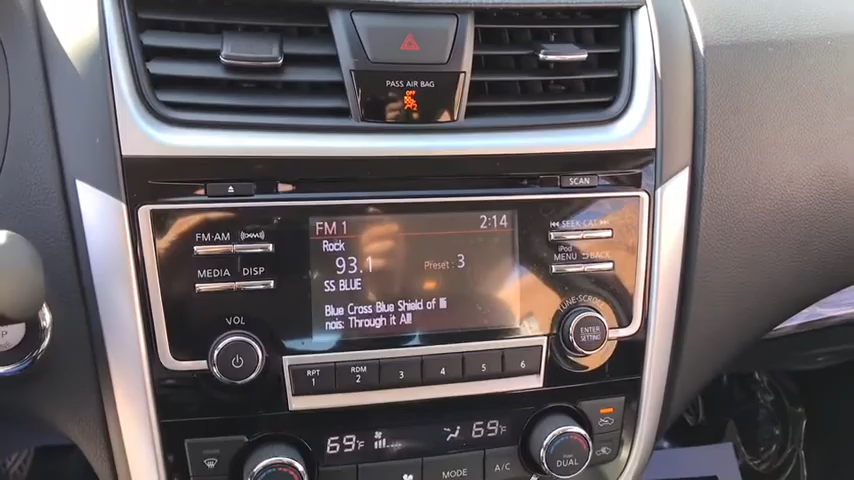 PASS AIR BAG
OFF
SCAN
FM·AM
MEDIA DISP
VOL
FM 1 2:14
Rock
93.1 Preset : 3
SS BLUE
Blue Cross Blue Shield of Il
nois: Through it Al
SEEK·CAT
iPod
MENU BACK
TUNE·SCROLL
ENTER
SETTING
RPT 1 RDM 2 3 4 5 6
69°F 69°F
MODE A/C
DUAL